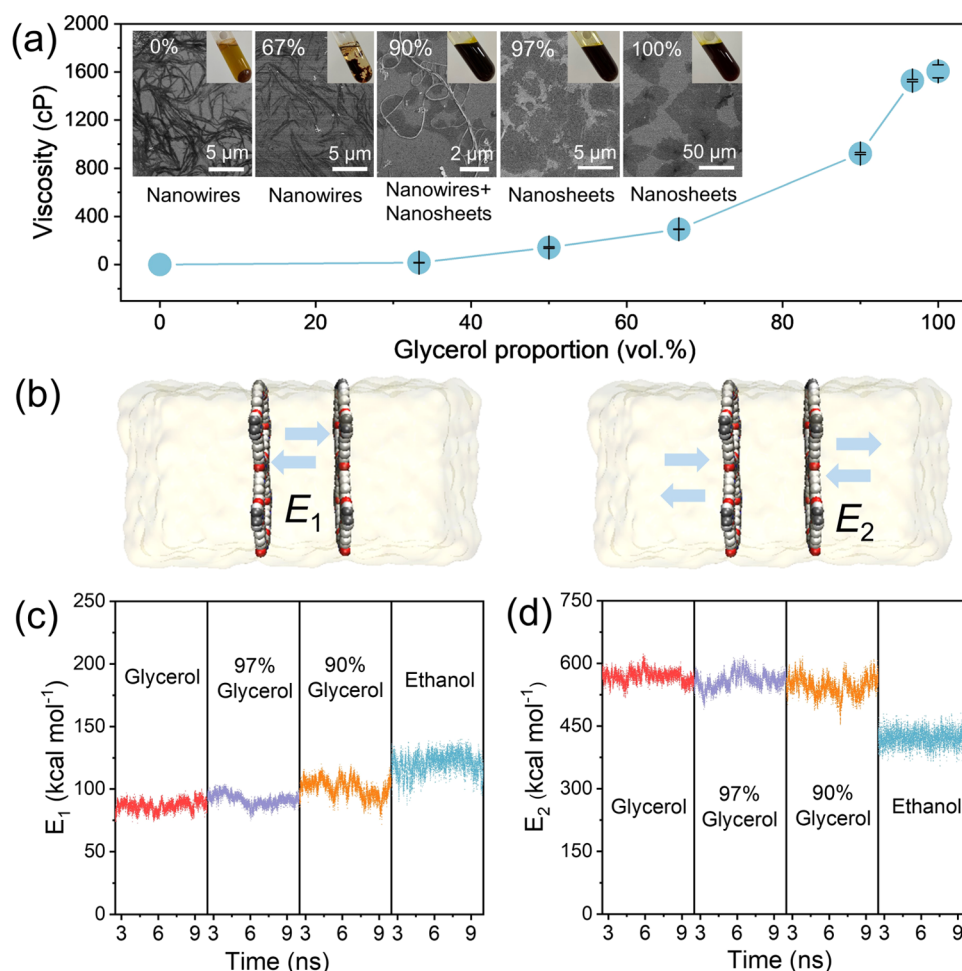 (a)
Viscosity (cP)
2000
1600
1200
800
400
0
0% 67% 90% 97% 100%
5 µm 5 µm 2 µm 5 µm 50 µm
Nanowires Nanowires Nanowires+ Nanosheets Nanosheets
Nanosheets
0 20 40 60 80 100
Glycerol proportion (vol.%)
(b)
E1 E2
(c)
E1 (kcal mol-1)
250
200
150
100
50
0
Glycerol 97% 90% Ethanol
Glycerol Glycerol
3 6 9 3 6 9 3 6 9 3 6 9
Time (ns)
(d)
E2 (kcal mol-1)
750
600
450
300
150
0
Glycerol 97% 90% Ethanol
Glycerol Glycerol
3 6 9 3 6 9 3 6 9 3 6 9
Time (ns)